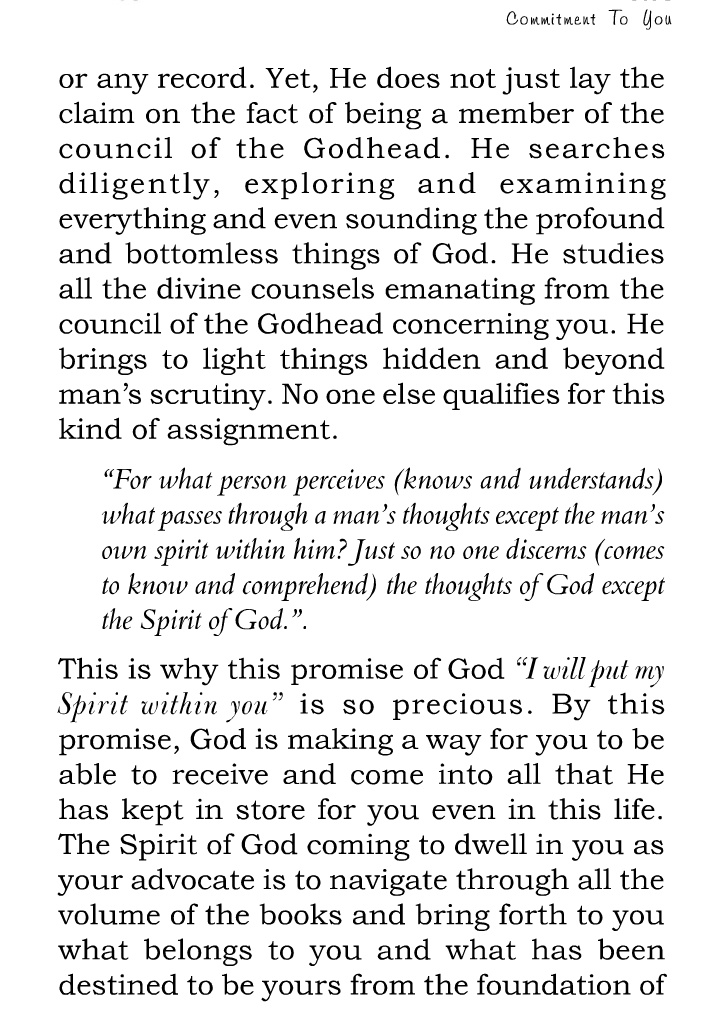 Commitment To You
or any record. Yet, He does not just lay the
claim on the fact of being a member of the
council of the Godhead. He searches
diligently, exploring and examining
everything and even sounding the profound
and bottomless things of God. He studies
all the divine counsels emanating from the
council of the Godhead concerning you. He
brings to light things hidden and beyond
man’s scrutiny. No one else qualifies for this
kind of assignment.
“For what person perceives (knows and understands)
what passes through a man’s thoughts except the man’s
own spirit within him? Just so no one discerns (comes
to know and comprehend) the thoughts of God except
the Spirit of God.”.
This is why this promise of God “I will put my
Spirit within you” is so precious. By this
promise, God is making a way for you to be
able to receive and come into all that He
has kept in store for you even in this life.
The Spirit of God coming to dwell in you as
your advocate is to navigate through all the
volume of the books and bring forth to you
what belongs to you and what has been
destined to be yours from the foundation of